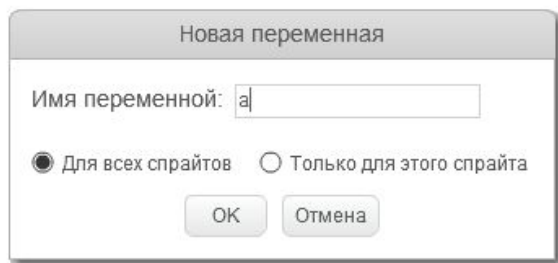 Новая переменная
Имя переменной: a
Для всех спрайтов Только для этого спрайта
OK Отмена